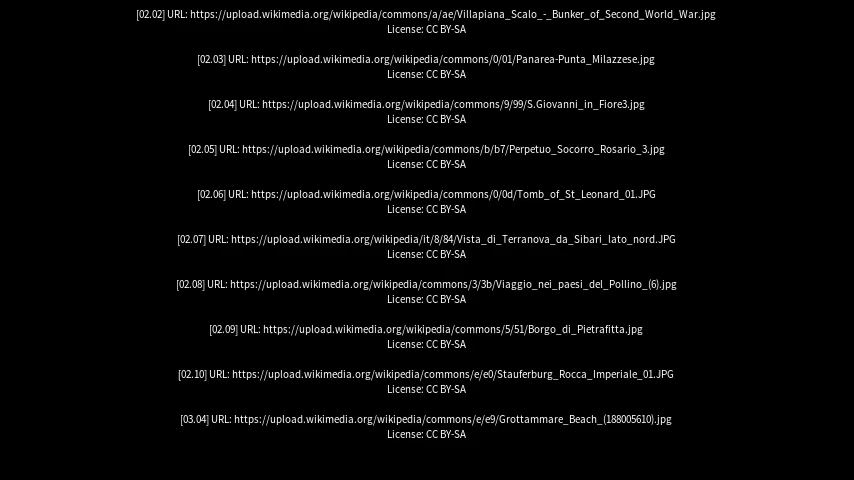 [02.02] URL: https://upload.wikimedia.org/wikipedia/commons/a/ae/Villapiana_Scalo_-_Bunker_of_Second_World_War.jpg
License: CC BY-SA
[02.03] URL: https://upload.wikimedia.org/wikipedia/commons/0/01/Panarea-Punta_Milazzese.jpg
License: CC BY-SA
[02.04] URL: https://upload.wikimedia.org/wikipedia/commons/9/99/S.Giovanni_in_Fiore3.jpg
License: CC BY-SA
[02.05] URL: https://upload.wikimedia.org/wikipedia/commons/b/b7/Perpetuo_Socorro_Rosario_3.jpg
License: CC BY-SA
[02.06] URL: https://upload.wikimedia.org/wikipedia/commons/0/0d/Tomb_of_St_Leonard_01.JPG
License: CC BY-SA
[02.07] URL: https://upload.wikimedia.org/wikipedia/it/8/84/Vista_di_Terranova_da_Sibari_lato_nord.JPG
License: CC BY-SA
[02.08] URL: https://upload.wikimedia.org/wikipedia/commons/3/3b/Viaggio_nei_paesi_del_Pollino_(6).jpg
License: CC BY-SA
[02.09] URL: https://upload.wikimedia.org/wikipedia/commons/5/51/Borgo_di_Pietrafitta.jpg
License: CC BY-SA
[02.10] URL: https://upload.wikimedia.org/wikipedia/commons/e/e0/Stauferburg_Rocca_Imperiale_01.JPG
License: CC BY-SA
[03.04] URL: https://upload.wikimedia.org/wikipedia/commons/e/e9/Grottammare_Beach_(188005610).jpg
License: CC BY-SA